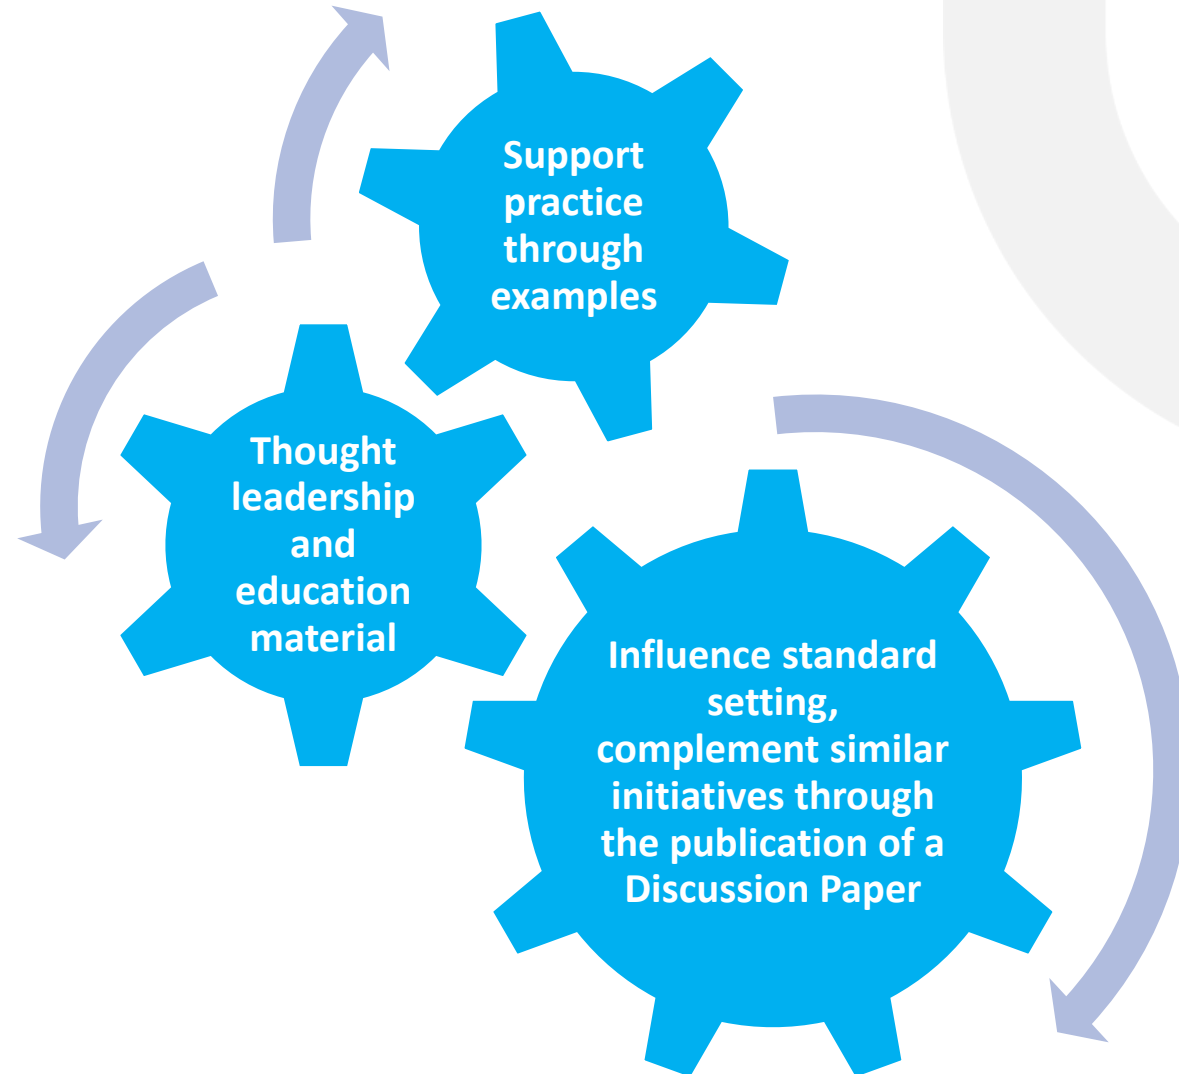 Support
practice
through
examples
Thought
leadership
and
education
material
Influence standard
setting,
complement similar
initiatives through
the publication of a
Discussion Paper